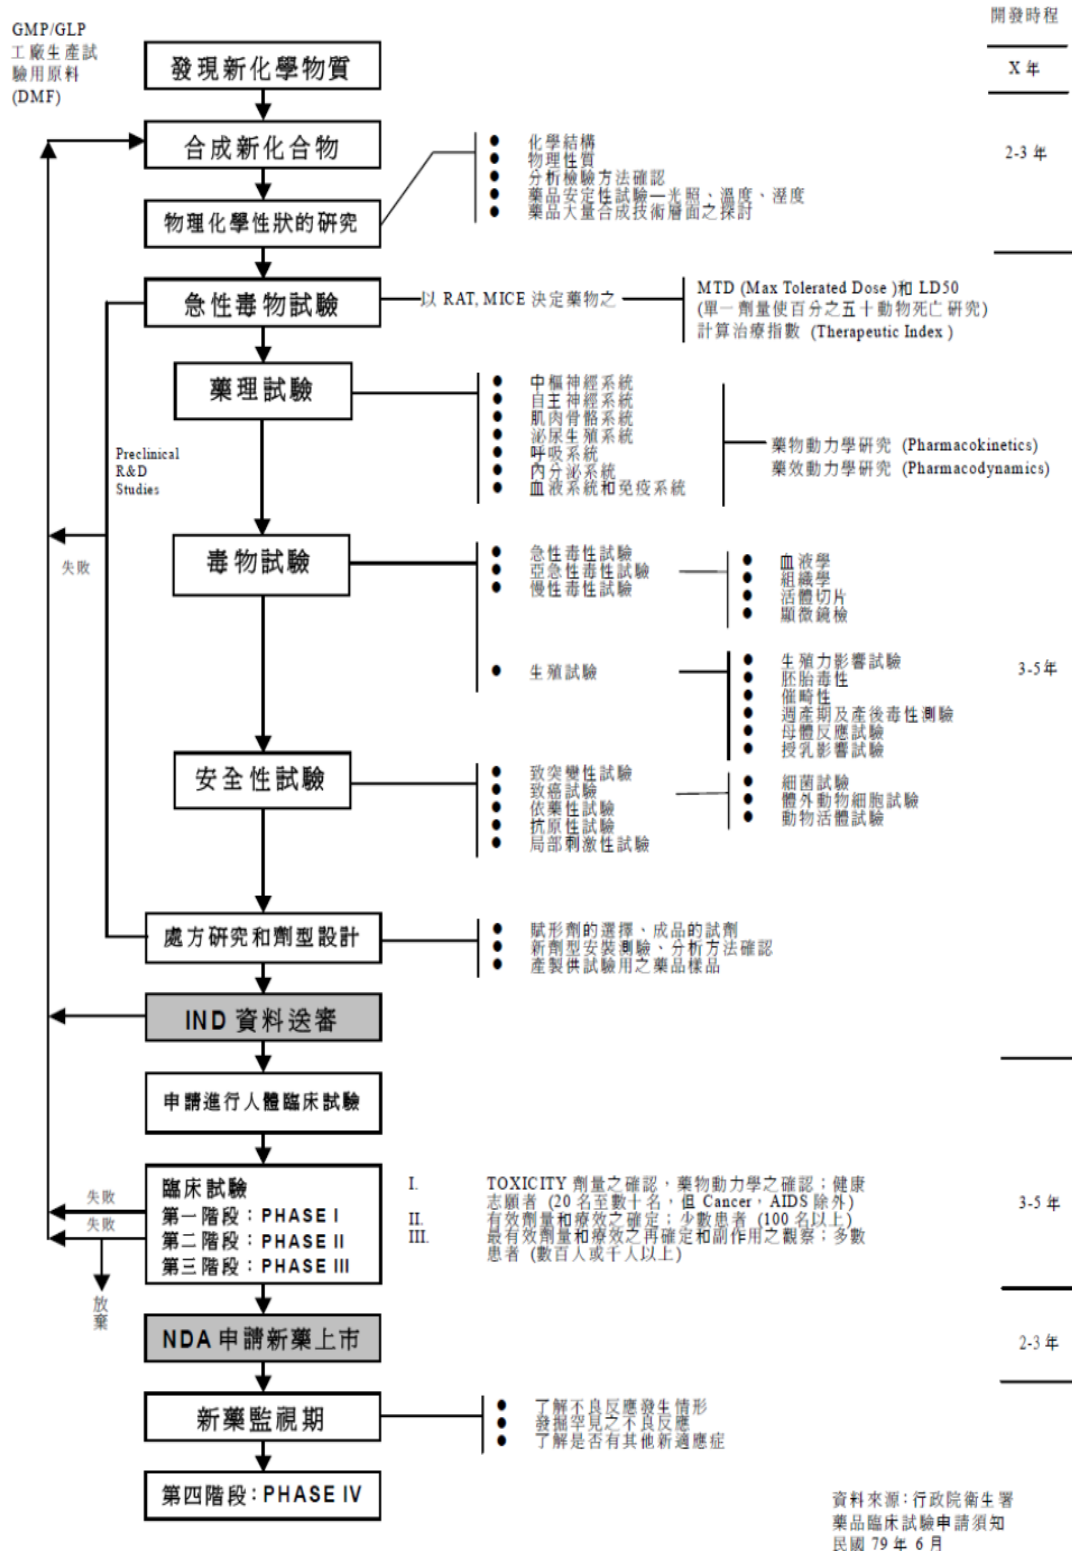 GMP/GLP
工廠生產試
驗用原料
(DMF)
開發時程
發現新化學物質
X 年
合成新化合物
2-3 年
● 化學結構
● 物理性質
● 分析檢驗方法確認
● 藥品安定性試驗—光照、溫度、溼度
● 藥品大量合成技術層面之探討
物理化學性狀的研究
急性毒物試驗
以 RAT, MICE 決定藥物之
MTD (Max Tolerated Dose )和 LD50
(單一劑量使百分之五十動物死亡研究)
計算治療指數 (Therapeutic Index )
藥理試驗
● 中樞神經系統
● 自主神經系統
● 肌肉骨骼系統
● 泌尿生殖系統
● 呼吸系統
● 內分泌系統
● 血液系統和免疫系統
藥物動力學研究 (Pharmacokinetics)
藥效動力學研究 (Pharmacodynamics)
Preclinical
R&D
Studies
失敗
毒物試驗
● 急性毒性試驗
● 亞急性毒性試驗
● 慢性毒性試驗
● 血液學
● 組織學
● 活體切片
● 顯微鏡檢
● 生殖試驗
● 生殖力影響試驗
● 胚胎毒性
● 催畸性
● 週產期及產後毒性測驗
● 母體反應試驗
● 授乳影響試驗
3-5 年
安全性試驗
● 致突變性試驗
● 致癌試驗
● 依藥性試驗
● 抗原性試驗
● 局部刺激性試驗
● 細菌試驗
● 體外動物細胞試驗
● 動物活體試驗
處方研究和劑型設計
● 賦形劑的選擇、成品的試劑
● 新劑型安裝測驗、分析方法確認
● 產製供試驗用之藥品樣品
IND 資料送審
申請進行人體臨床試驗
臨床試驗
第一階段：PHASE I
第二階段：PHASE II
第三階段：PHASE III
失敗
失敗
放棄
I. TOXICITY 劑量之確認，藥物動力學之確認；健康
志願者 (20 名至數十名，但 Cancer，AIDS 除外)
II. 有效劑量和療效之確定；少數患者 (100 名以上)
III. 最有效劑量和療效之再確定和副作用之觀察；多數
患者 (數百人或千人以上)
3-5 年
NDA 申請新藥上市
2-3 年
新藥監視期
● 了解不良反應發生情形
● 發掘罕見之不良反應
● 了解是否有其他新適應症
第四階段：PHASE IV
資料來源：行政院衛生署
藥品臨床試驗申請須知
民國 79 年 6 月